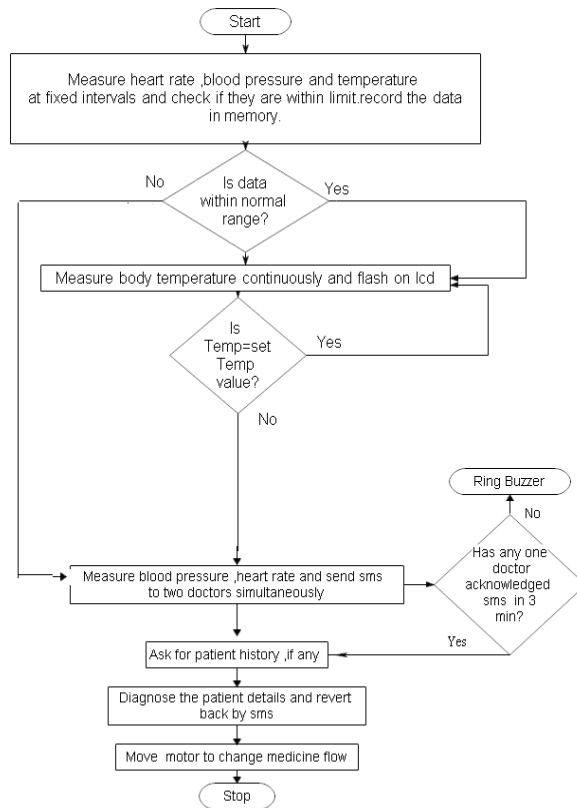 Start
Measure heart rate ,blood pressure and temperature
at fixed intervals and check if they are within limit.record the data
in memory.
No
Yes
Is data
within normal
range?
Measure body temperature continuously and flash on lcd
Is
Temp=set
Temp
value?
Yes
No
Ring Buzzer
No
Has any one
doctor
acknowledged
sms in 3
min?
Measure blood pressure ,heart rate and send sms
to two doctors simultaneously
Yes
Ask for patient history ,if any
Diagnose the patient details and revert
back by sms
Move motor to change medicine flow
Stop